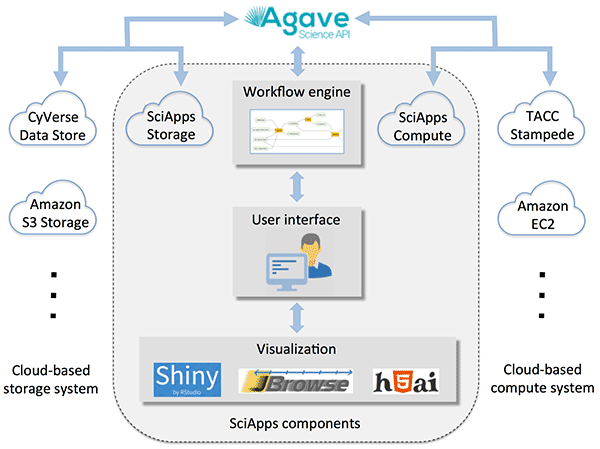 Agave
Science API
CyVerse
Data Store
SciApps
Storage
Workflow engine
SciApps
Compute
TACC
Stampede
Amazon
S3 Storage
User interface
Amazon
EC2
Visualization
Shiny
by RStudio
JBrowse
h5ai
Cloud-based
storage system
Cloud-based
compute system
SciApps components